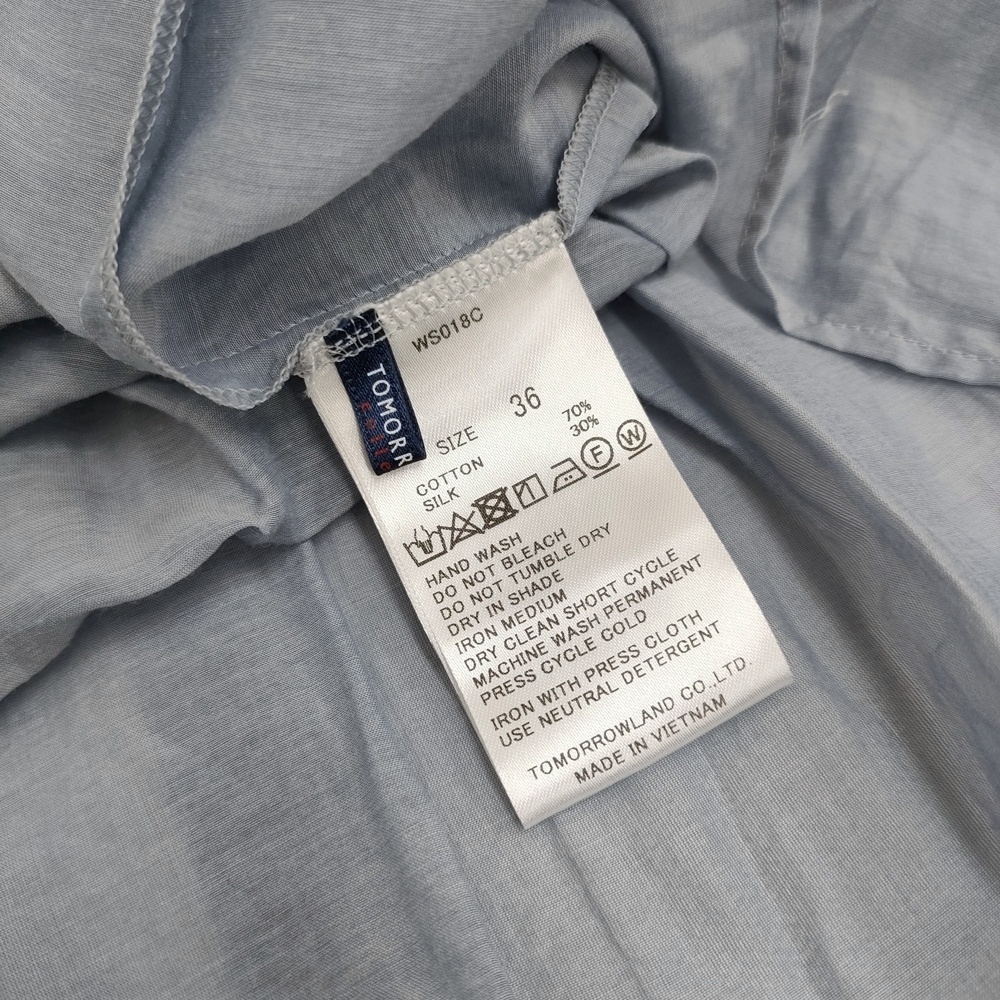 WS018C
TOMORR
SIZE 36
COTTON 70%
SILK 30%
F W
HAND WASH
DO NOT BLEACH
DO NOT TUMBLE DRY
DRY IN SHADE
IRON MEDIUM
DRY CLEAN SHORT CYCLE
MACHINE WASH PERMANENT
PRESS CYCLE COLD
IRON WITH PRESS CLOTH
USE NEUTRAL DETERGENT
TOMORROWLAND CO.,LTD.
MADE IN VIETNAM